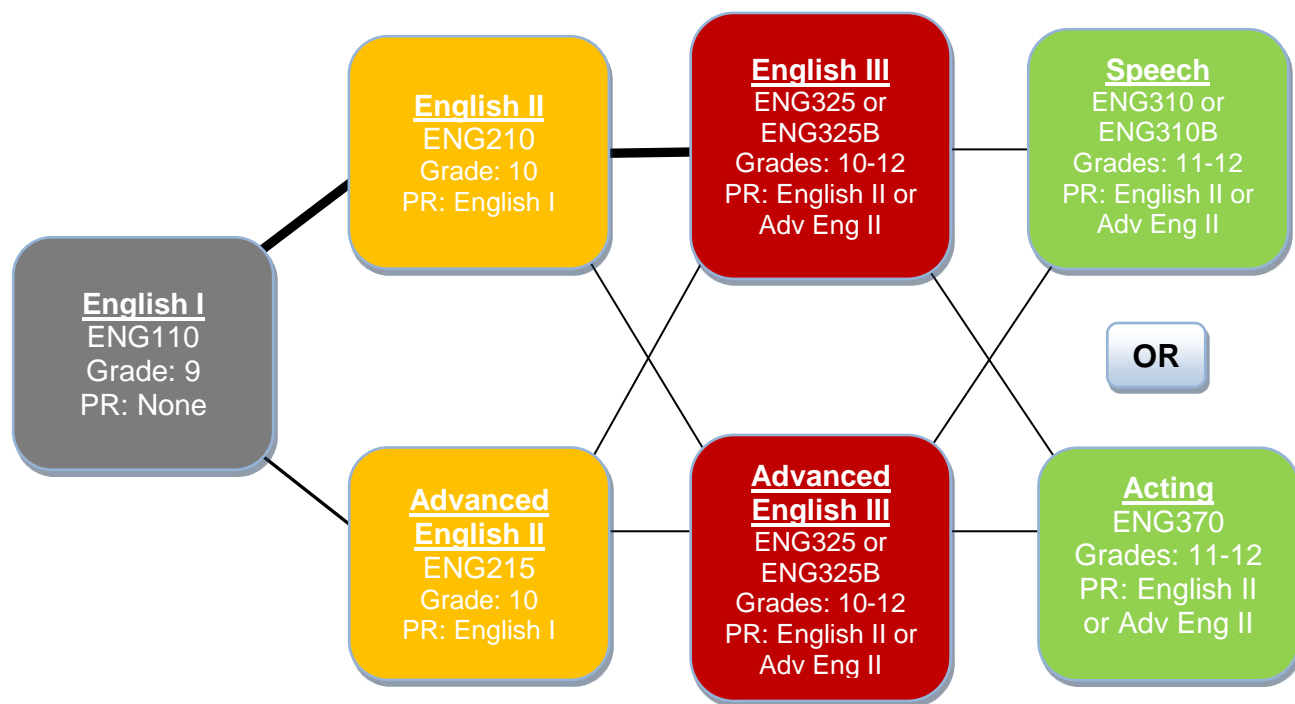 English I
ENG110
Grade: 9
PR: None
English II
ENG210
Grade: 10
PR: English I
Advanced
English II
ENG215
Grade: 10
PR: English I
English III
ENG325 or
ENG325B
Grades: 10-12
PR: English II or
Adv Eng II
Advanced
English III
ENG325 or
ENG325B
Grades: 10-12
PR: English II or
Adv Eng II
Speech
ENG310 or
ENG310B
Grades: 11-12
PR: English II or
Adv Eng II
OR
Acting
ENG370
Grades: 11-12
PR: English II
or Adv Eng II